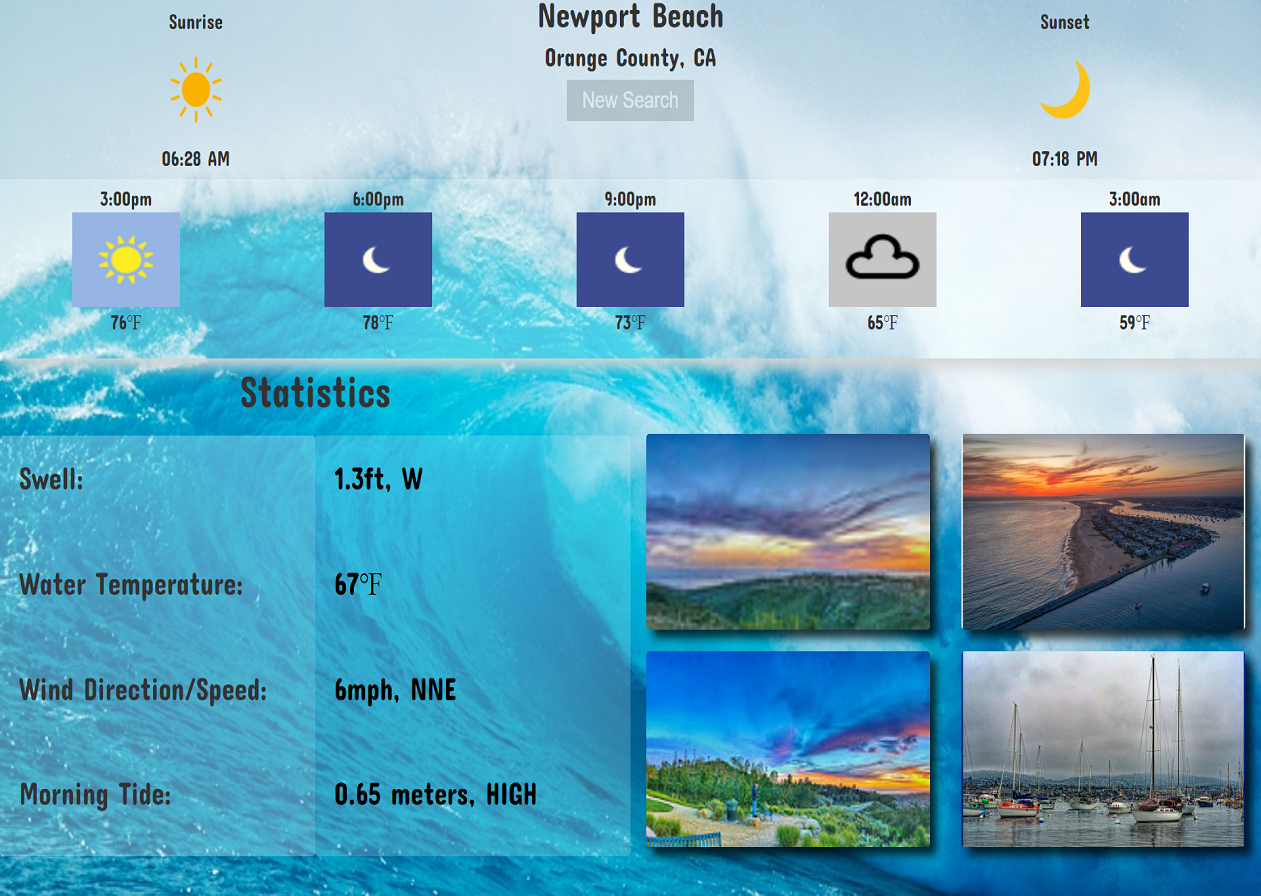 Newport Beach
Orange County, CA
New Search
Sunrise
06:28 AM
Sunset
07:18 PM
3:00pm
76℉
6:00pm
78℉
9:00pm
73℉
12:00am
65℉
3:00am
59℉
Statistics
Swell: 1.3ft, W
Water Temperature: 67℉
Wind Direction/Speed: 6mph, NNE
Morning Tide: 0.65 meters, HIGH